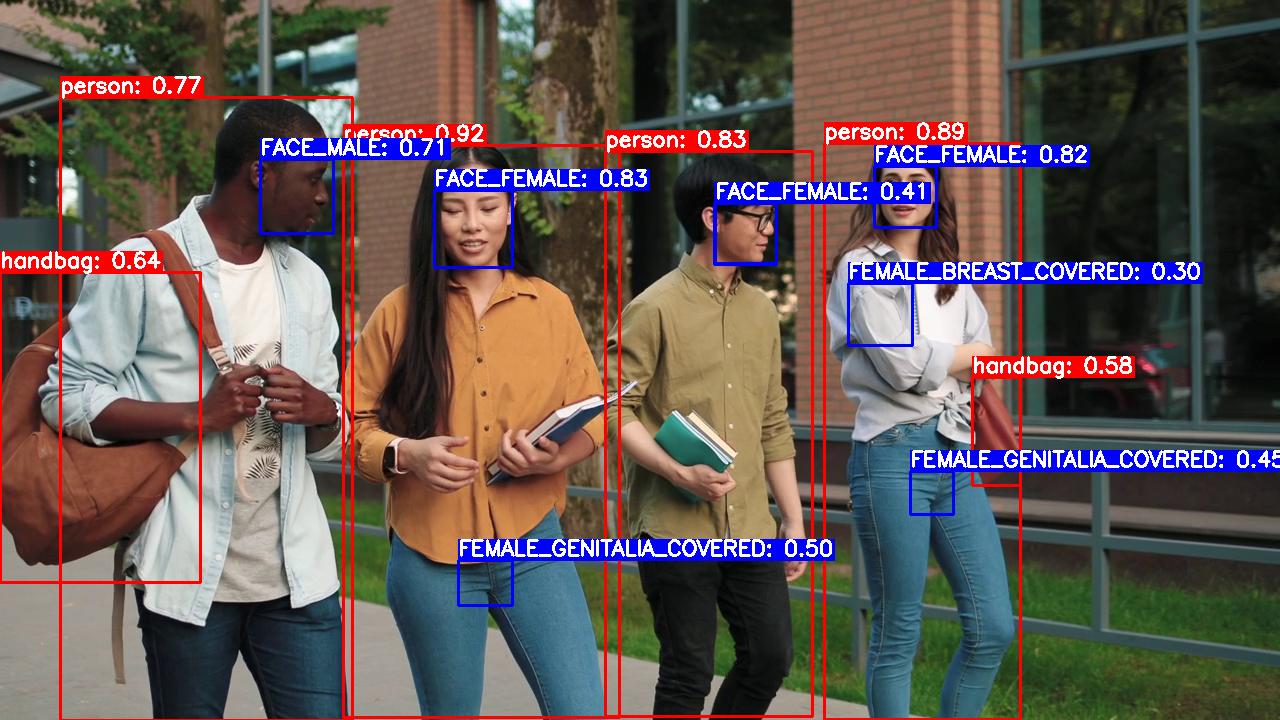 person: 0.77
person: 0.92
person: 0.83
person: 0.89
FACE_MALE: 0.71
FACE_FEMALE: 0.83
FACE_FEMALE: 0.41
FACE_FEMALE: 0.82
handbag: 0.64
FEMALE_BREAST_COVERED: 0.30
handbag: 0.58
FEMALE_GENITALIA_COVERED: 0.45
FEMALE_GENITALIA_COVERED: 0.50